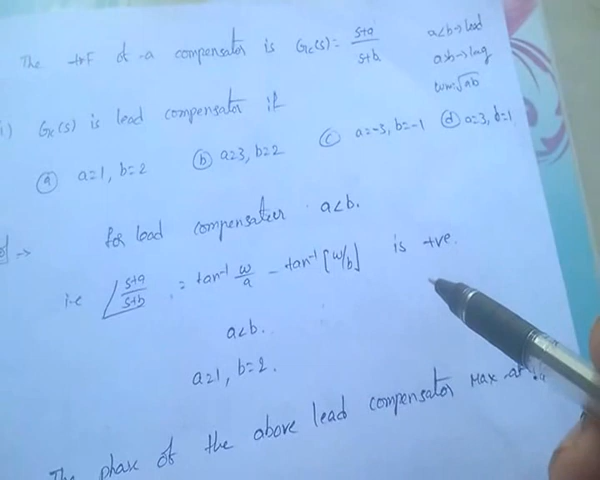 The trF of a compensator is Gc(s) = s+a / s+b
a<b → lead
a>b → lag
ωm=√ab
i) Gc(s) is lead compensator if
ⓐ a=1, b=2 ⓑ a=3, b=2 ⓒ a=-3, b=-1 ⓓ a=3, b=1
→ for lead compensator a<b.
i.e ∠ s+a / s+b = tan⁻¹ ω/a - tan⁻¹ [ω/b] is +ve.
a<b.
a=1, b=2.
The phase of the above lead compensator Max at